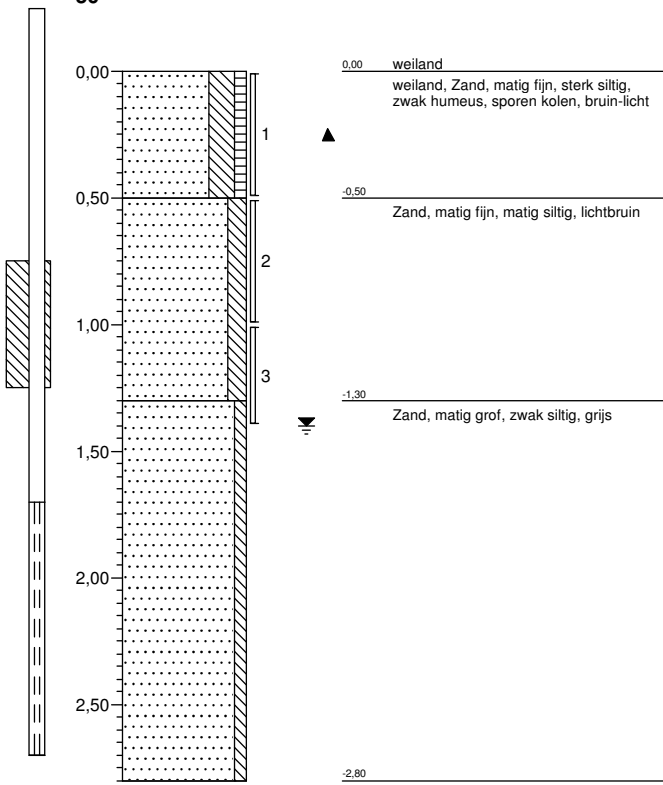 0,00
0,50
1,00
1,50
2,00
2,50
1
2
3
0,00 weiland
weiland, Zand, matig fijn, sterk siltig,
zwak humeus, sporen kolen, bruin-licht
-0,50
Zand, matig fijn, matig siltig, lichtbruin
-1,30
Zand, matig grof, zwak siltig, grijs
-2,80